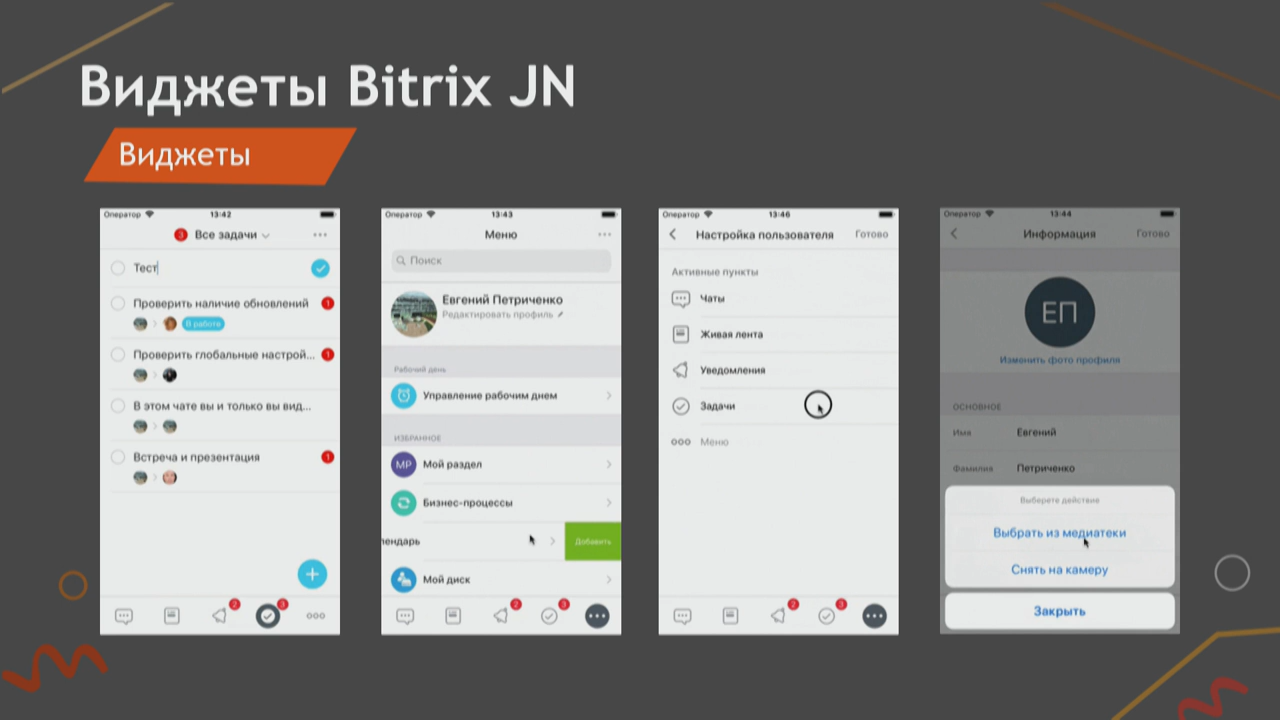 Виджеты Bitrix JN
Виджеты
Оператор 13:42
3 Все задачи
Тест
Проверить наличие обновлений 1
В работе
Проверить глобальные настрой... 1
В этом чате вы и только вы вид...
Встреча и презентация 1
2 3
Оператор 13:43
Меню
Поиск
Евгений Петриченко
Редактировать профиль
Рабочий день
Управление рабочим днем
ИЗБРАННОЕ
МР Мой раздел
Бизнес-процессы
лендарь Добавить
Мой диск
2 3
Оператор 13:46
Настройка пользователя Готово
Активные пункты
Чаты
Живая лента
Уведомления
Задачи
Меню
2 3
Оператор 13:44
Информация Готово
ЕП
Изменить фото профиля
ОСНОВНОЕ
Имя Евгений
Фамилия Петриченко
Выберете действие
Выбрать из медиатеки
Снять на камеру
Закрыть